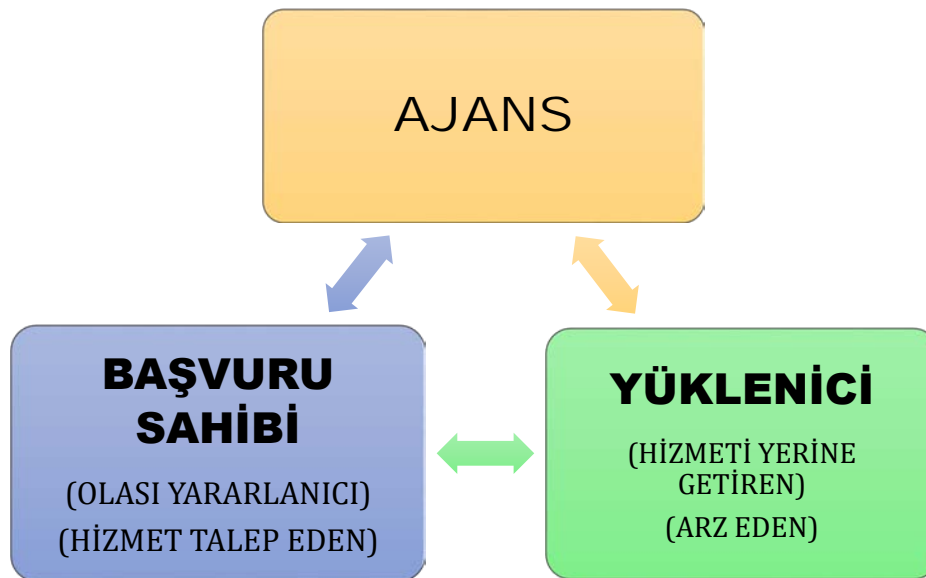 AJANS
BAŞVURU
SAHİBİ
(OLASI YARARLANICI)
(HİZMET TALEP EDEN)
YÜKLENİCİ
(HİZMETİ YERİNE
GETİREN)
(ARZ EDEN)